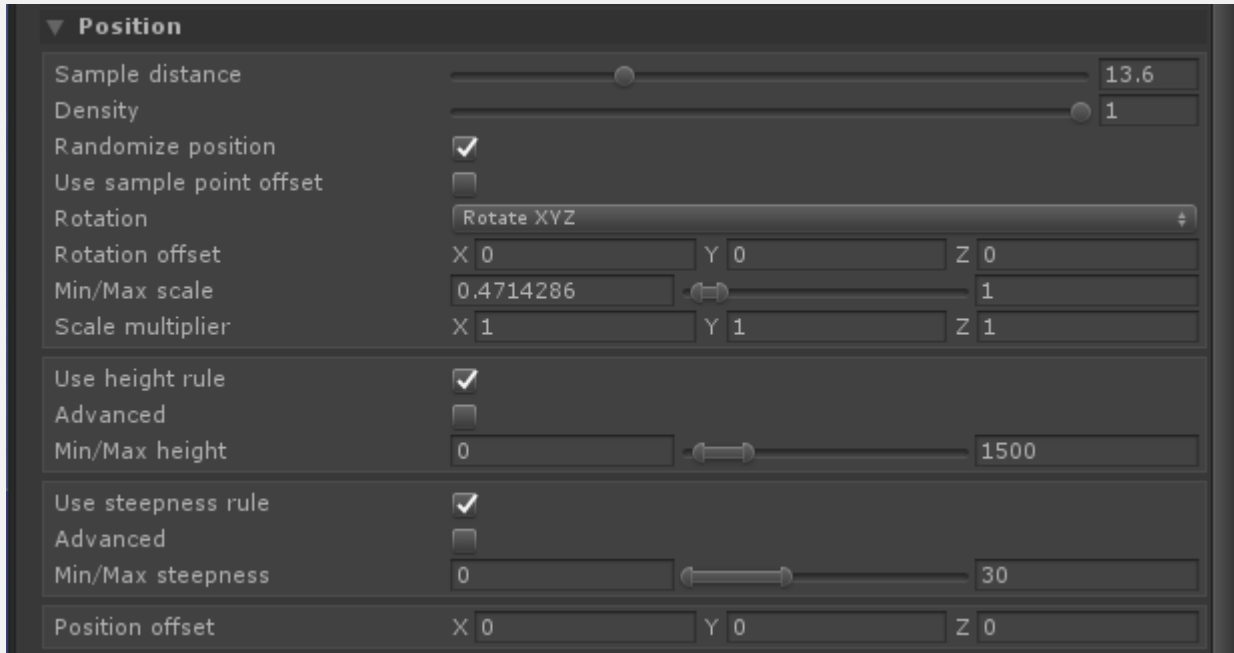 Position
Sample distance 13.6
Density 1
Randomize position
Use sample point offset
Rotation Rotate XYZ
Rotation offset X 0 Y 0 Z 0
Min/Max scale 0.4714286 1
Scale multiplier X 1 Y 1 Z 1
Use height rule
Advanced
Min/Max height 0 1500
Use steepness rule
Advanced
Min/Max steepness 0 30
Position offset X 0 Y 0 Z 0